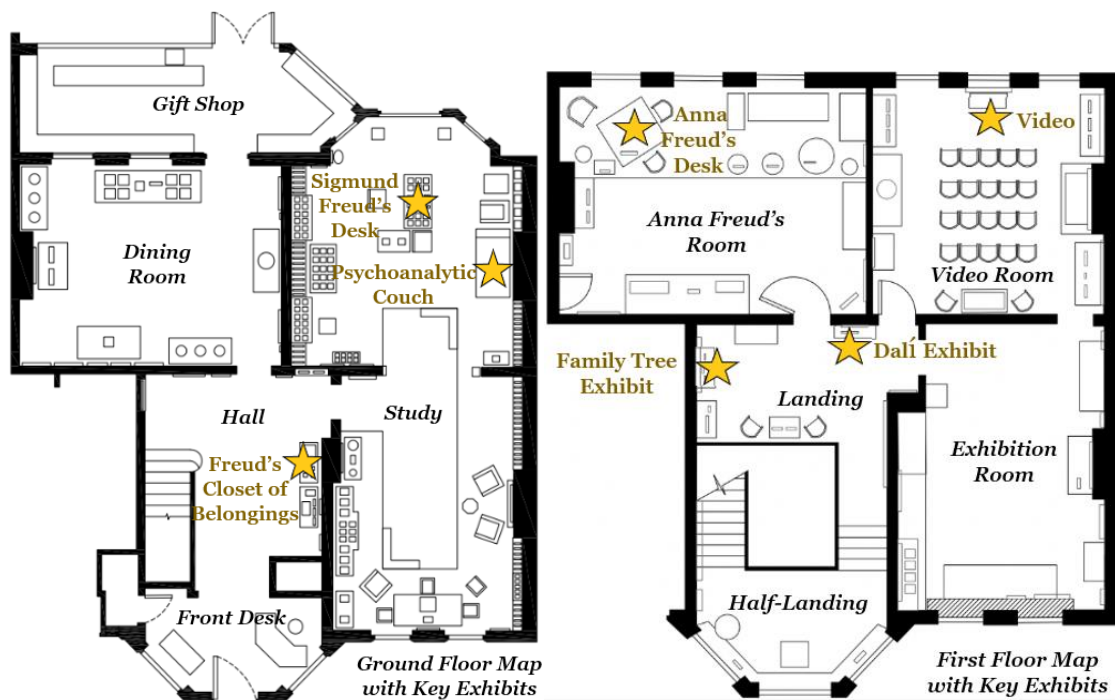 Gift Shop
Sigmund
Freud's
Desk
Dining
Room
Psychoanalytic
Couch
Hall
Study
Freud's
Closet of
Belongings
Front Desk
Ground Floor Map
with Key Exhibits
Anna
Freud's
Desk
Video
Anna Freud's
Room
Video Room
Family Tree
Exhibit
Dalí Exhibit
Landing
Exhibition
Room
Half-Landing
First Floor Map
with Key Exhibits